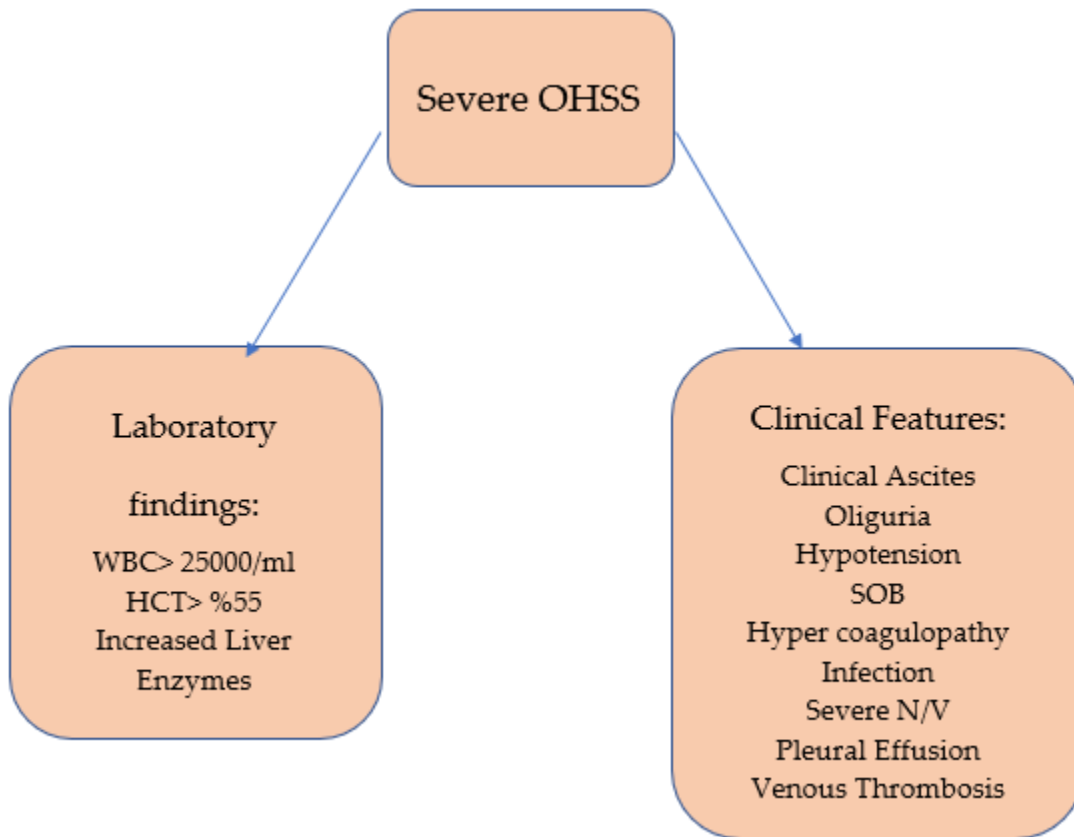 Severe OHSS
Laboratory
findings:
WBC> 25000/ml
HCT> %55
Increased Liver
Enzymes
Clinical Features:
Clinical Ascites
Oliguria
Hypotension
SOB
Hyper coagulopathy
Infection
Severe N/V
Pleural Effusion
Venous Thrombosis